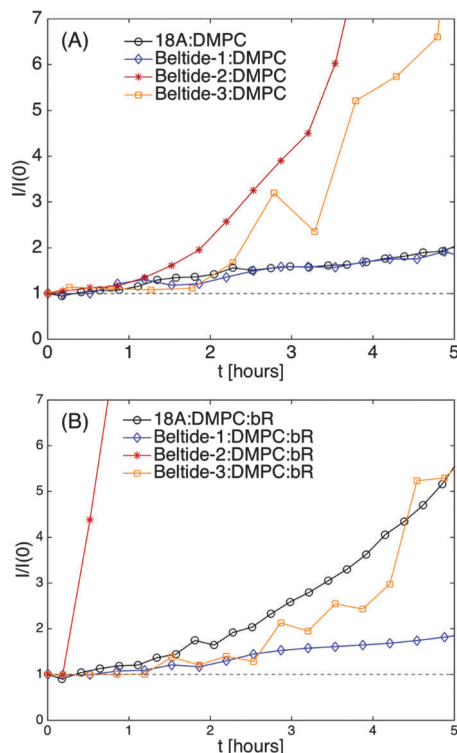 (A)
18A:DMPC
Beltide-1:DMPC
Beltide-2:DMPC
Beltide-3:DMPC
I/I(0)
7
6
5
4
3
2
1
0
0 1 2 3 4 5
t [hours]
(B)
18A:DMPC:bR
Beltide-1:DMPC:bR
Beltide-2:DMPC:bR
Beltide-3:DMPC:bR
I/I(0)
7
6
5
4
3
2
1
0
0 1 2 3 4 5
t [hours]